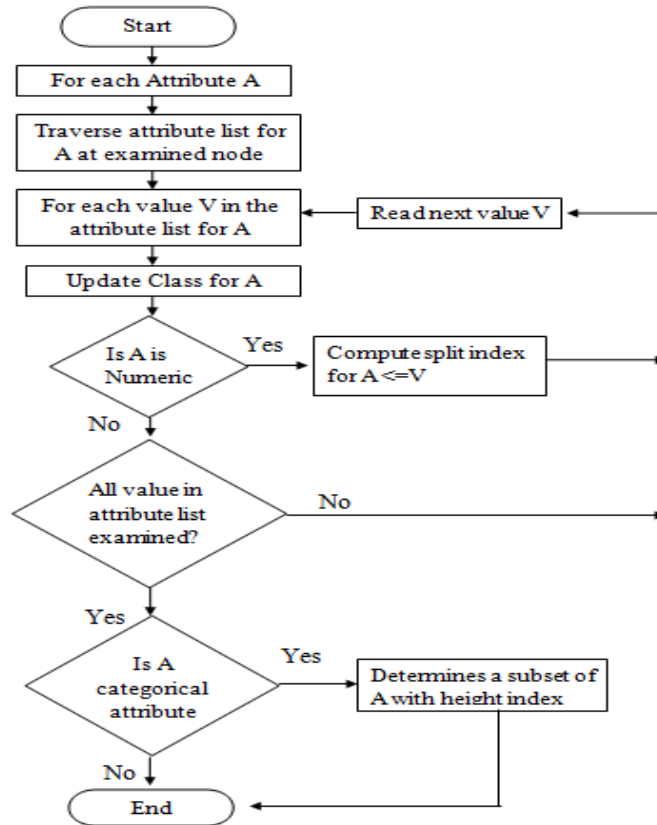 Start
For each Attribute A
Traverse attribute list for
A at examined node
For each value V in the
attribute list for A
Read next value V
Update Class for A
Is A is
Numeric
Yes
Compute split index
for A <=V
No
All value in
attribute list
examined?
No
Yes
Is A
categorical
attribute
Yes
Determines a subset of
A with height index
No
End